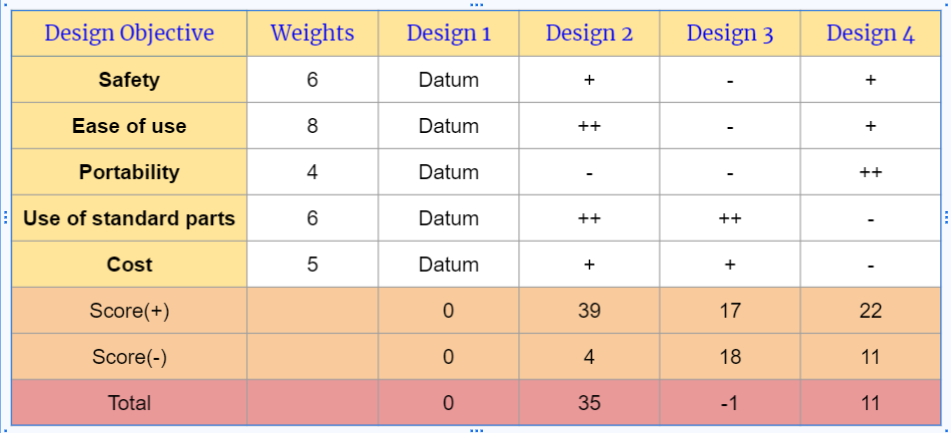 Design Objective Weights Design 1 Design 2 Design 3 Design 4
Safety 6 Datum + - +
Ease of use 8 Datum ++ - +
Portability 4 Datum - - ++
Use of standard parts 6 Datum ++ ++ -
Cost 5 Datum + + -
Score(+) 0 39 17 22
Score(-) 0 4 18 11
Total 0 35 -1 11